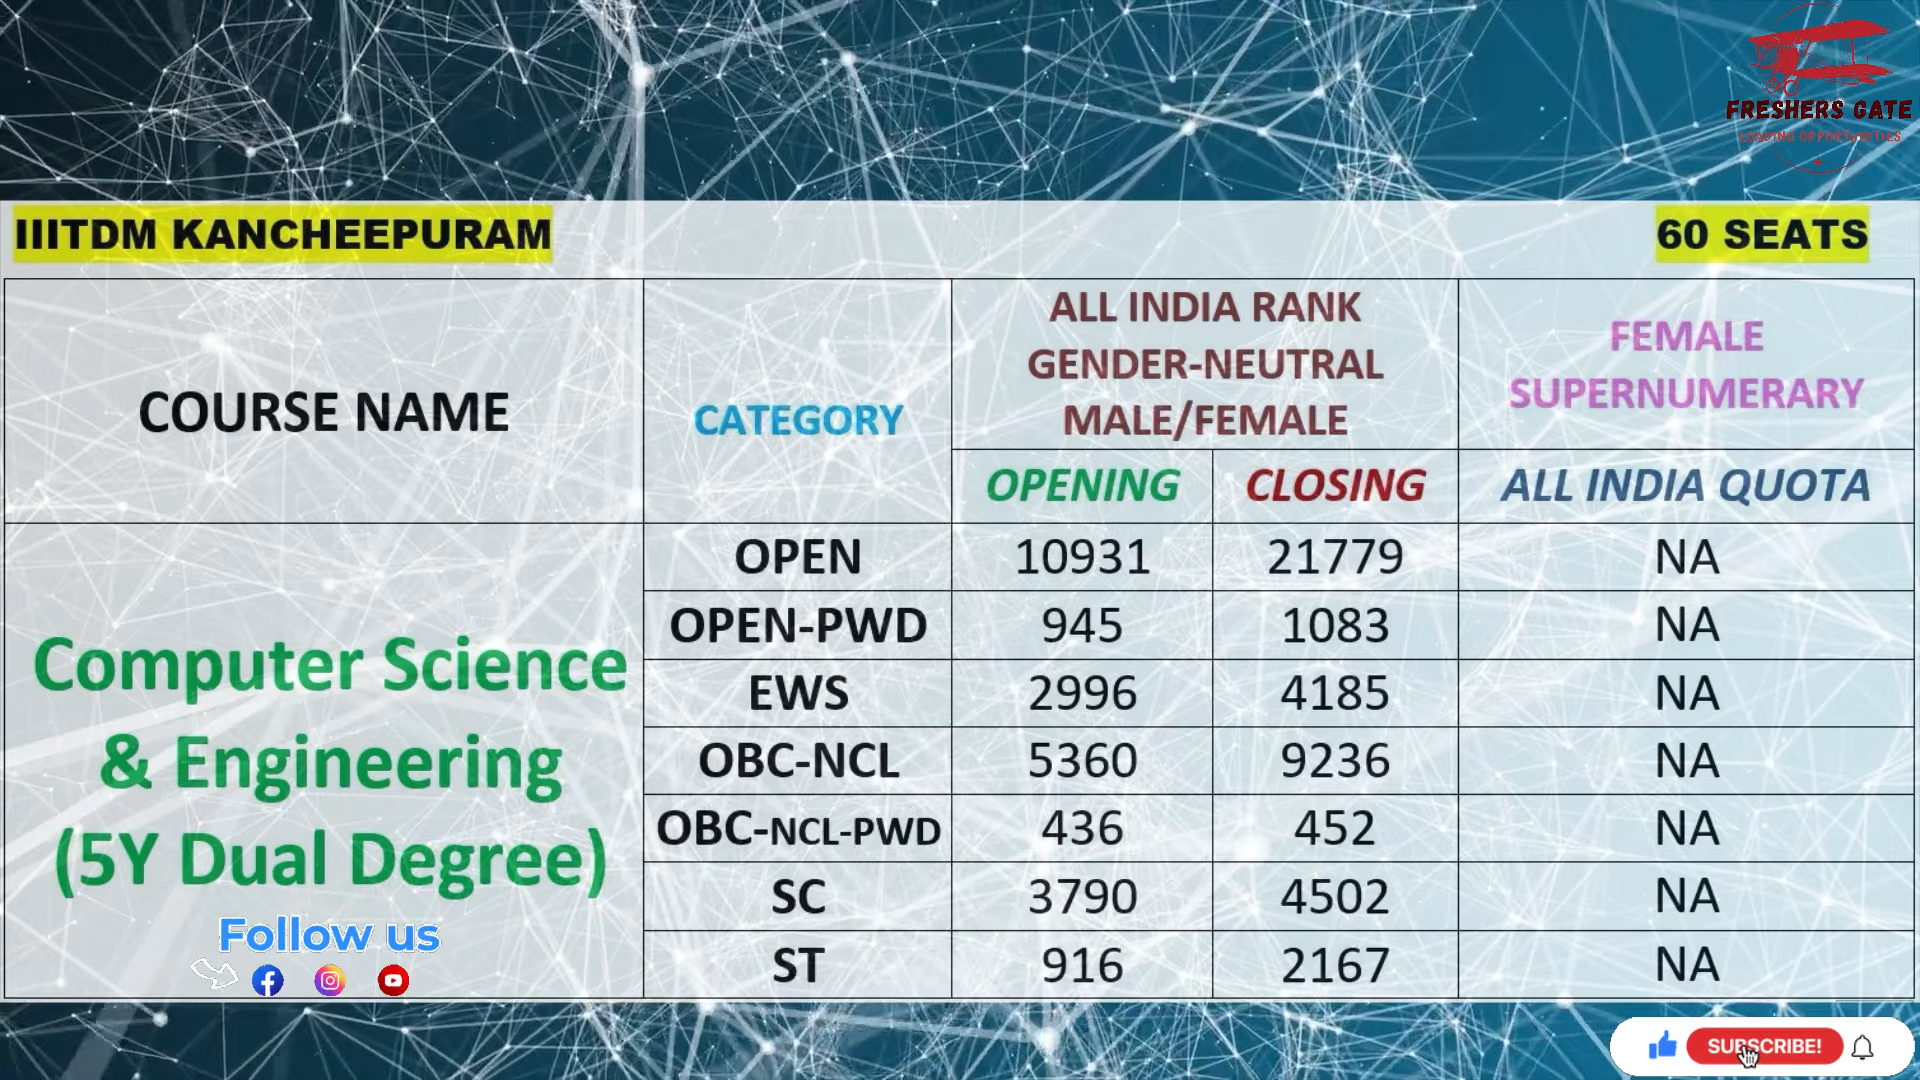 FRESHERS GATE
LOADING OPPORTUNITIES
IIITDM KANCHEEPURAM
60 SEATS
COURSE NAME
CATEGORY
ALL INDIA RANK
GENDER-NEUTRAL
MALE/FEMALE
FEMALE
SUPERNUMERARY
OPENING CLOSING ALL INDIA QUOTA
Computer Science
& Engineering
(5Y Dual Degree)
OPEN 10931 21779 NA
OPEN-PWD 945 1083 NA
EWS 2996 4185 NA
OBC-NCL 5360 9236 NA
OBC-NCL-PWD 436 452 NA
SC 3790 4502 NA
ST 916 2167 NA
Follow us
SUBSCRIBE!